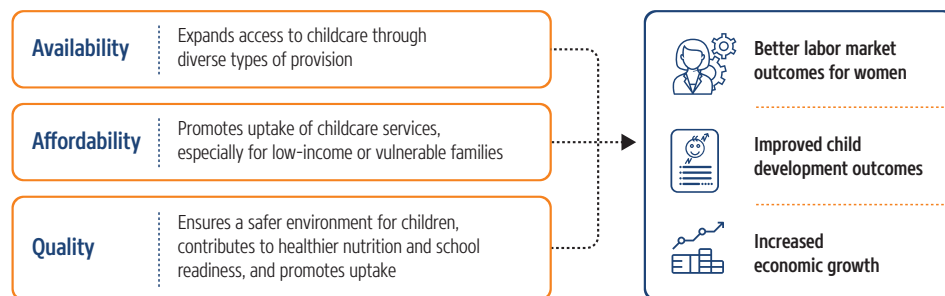 Availability
Expands access to childcare through
diverse types of provision
Affordability
Promotes uptake of childcare services,
especially for low-income or vulnerable families
Quality
Ensures a safer environment for children,
contributes to healthier nutrition and school
readiness, and promotes uptake
Better labor market
outcomes for women
Improved child
development outcomes
Increased
economic growth